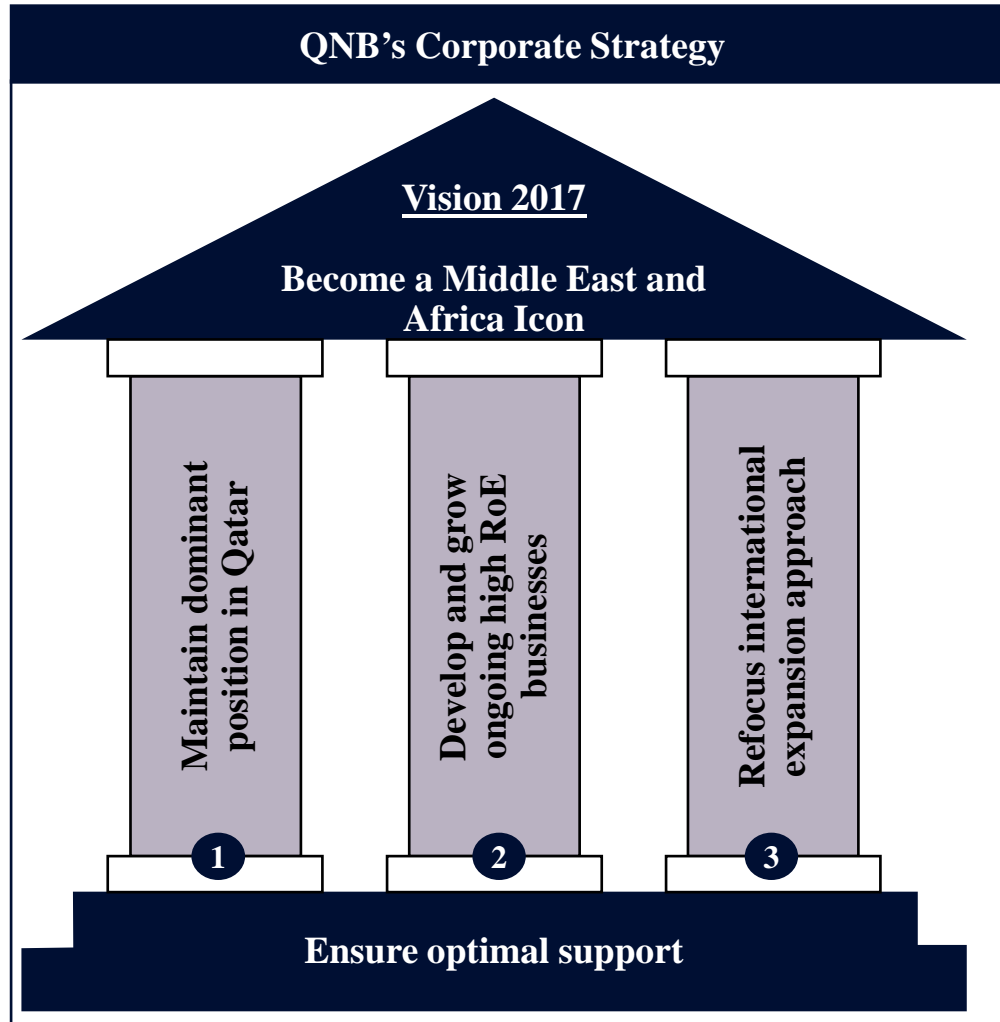 QNB’s Corporate Strategy
Vision 2017
Become a Middle East and
Africa Icon
Maintain dominant
position in Qatar
1
Develop and grow
ongoing high RoE
businesses
2
Refocus international
expansion approach
3
Ensure optimal support